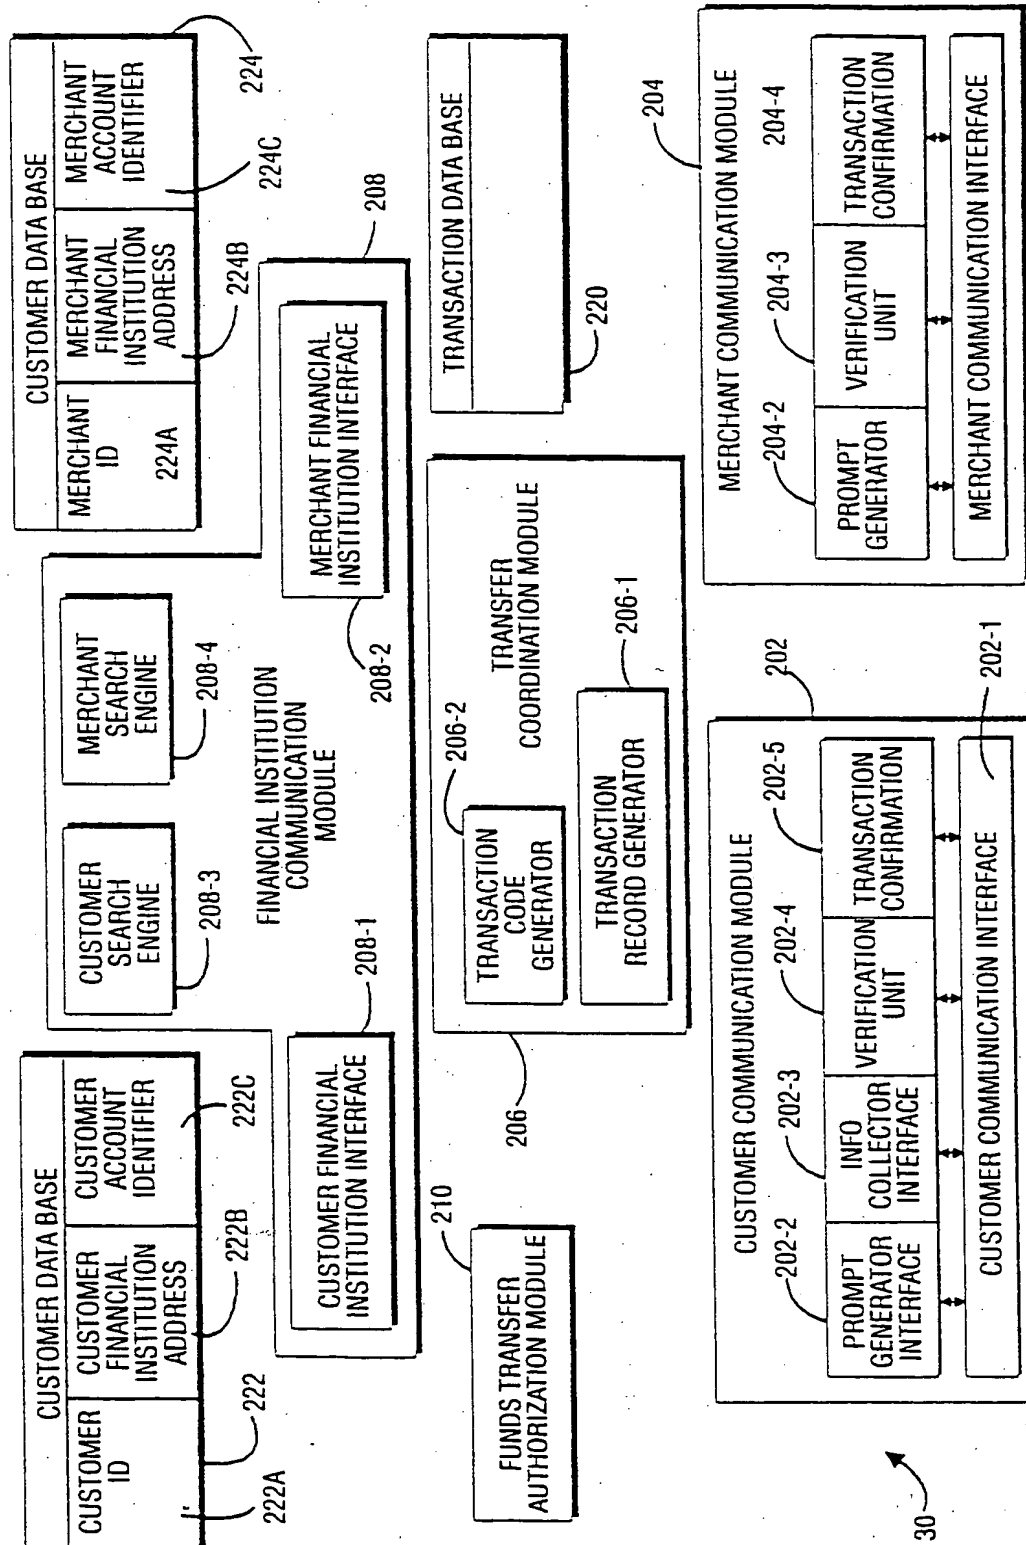 CUSTOMER DATA BASE
CUSTOMER
ID
CUSTOMER
FINANCIAL
INSTITUTION
ADDRESS
CUSTOMER
ACCOUNT
IDENTIFIER
222A
222
222B
222C
CUSTOMER
SEARCH
ENGINE
208-3
MERCHANT
SEARCH
ENGINE
208-4
FINANCIAL INSTITUTION
COMMUNICATION
MODULE
CUSTOMER FINANCIAL
INSTITUTION INTERFACE
208-1
MERCHANT FINANCIAL
INSTITUTION INTERFACE
208-2
208
CUSTOMER DATA BASE
MERCHANT
ID
224A
MERCHANT
FINANCIAL
INSTITUTION
ADDRESS
224B
MERCHANT
ACCOUNT
IDENTIFIER
224C
224
210
FUNDS TRANSFER
AUTHORIZATION MODULE
206
TRANSACTION
CODE
GENERATOR
206-2
TRANSFER
COORDINATION MODULE
TRANSACTION
RECORD GENERATOR
206-1
TRANSACTION DATA BASE
220
30
CUSTOMER COMMUNICATION MODULE
202
202-2
202-3
202-4
202-5
PROMPT
GENERATOR
INTERFACE
INFO
COLLECTOR
INTERFACE
VERIFICATION
UNIT
TRANSACTION
CONFIRMATION
CUSTOMER COMMUNICATION INTERFACE
202-1
MERCHANT COMMUNICATION MODULE
204
204-2
204-3
204-4
PROMPT
GENERATOR
VERIFICATION
UNIT
TRANSACTION
CONFIRMATION
MERCHANT COMMUNICATION INTERFACE